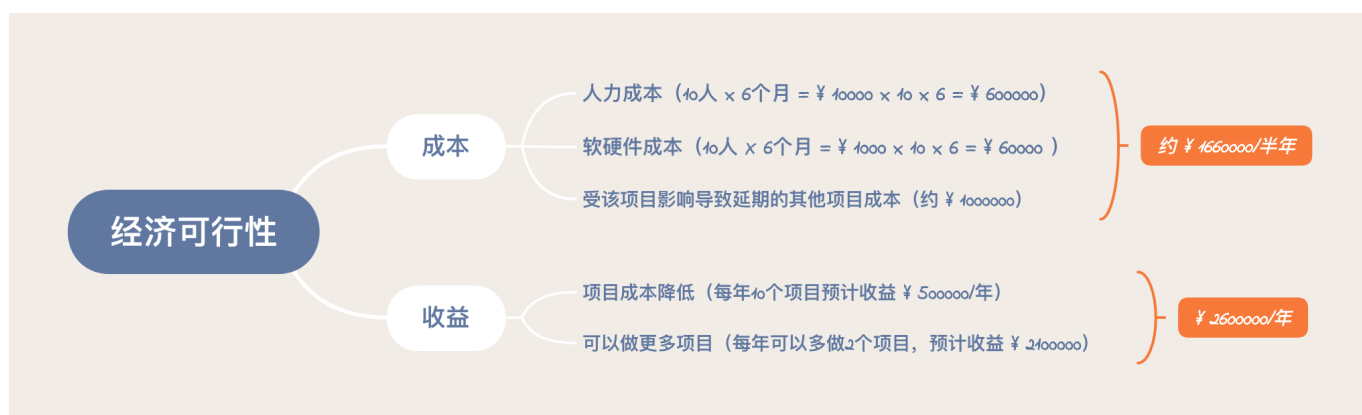 经济可行性
成本
人力成本（10人 x 6个月 = ¥ 10000 x 10 x 6 = ¥ 600000）
软硬件成本（10人 X 6个月 = ¥ 1000 x 10 x 6 = ¥ 60000 ）
受该项目影响导致延期的其他项目成本（约 ¥ 1000000）
约 ¥ 1660000/半年
收益
项目成本降低（每年10个项目预计收益 ¥ 500000/年）
可以做更多项目（每年可以多做2个项目，预计收益 ¥ 2100000）
¥ 2600000/年